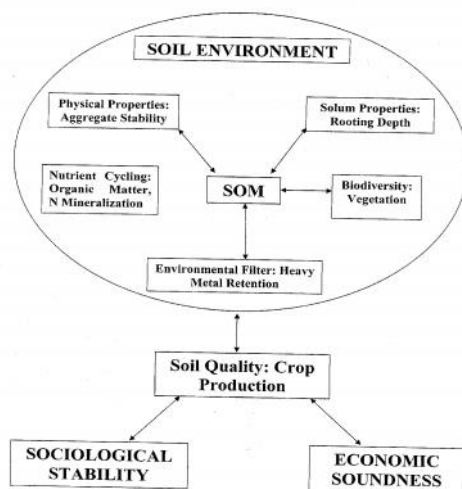 SOIL ENVIRONMENT
Physical Properties:
Aggregate Stability
Solum Properties:
Rooting Depth
Nutrient Cycling:
Organic Matter,
N Mineralization
SOM
Biodiversity:
Vegetation
Environmental Filter: Heavy
Metal Retention
Soil Quality: Crop
Production
SOCIOLOGICAL
STABILITY
ECONOMIC
SOUNDNESS